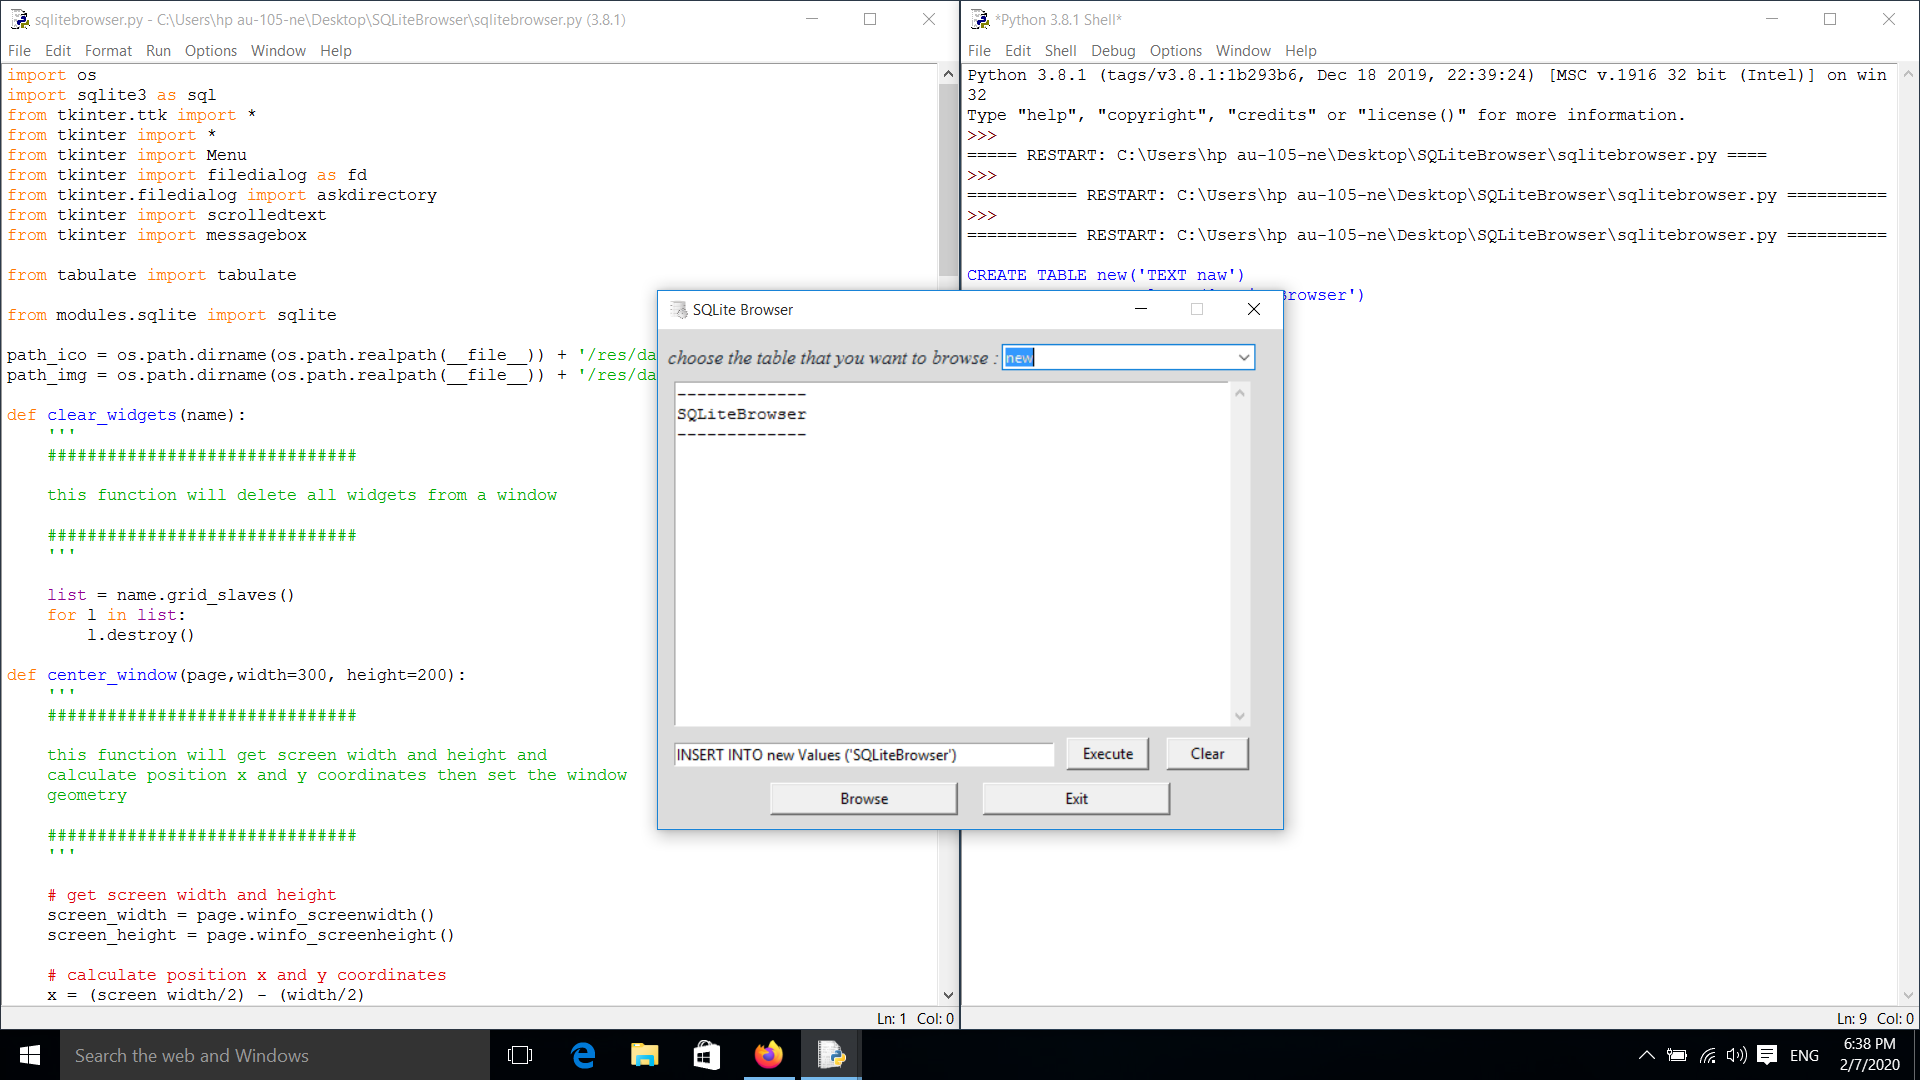 sqlitebrowser.py - C:\Users\hp au-105-ne\Desktop\SQLiteBrowser\sqlitebrowser.py (3.8.1)
File Edit Format Run Options Window Help
import os
import sqlite3 as sql
from tkinter.ttk import *
from tkinter import *
from tkinter import Menu
from tkinter import filedialog as fd
from tkinter.filedialog import askdirectory
from tkinter import scrolledtext
from tkinter import messagebox
from tabulate import tabulate
from modules.sqlite import sqlite
path_ico = os.path.dirname(os.path.realpath(__file__)) + '/res/da
path_img = os.path.dirname(os.path.realpath(__file__)) + '/res/da
def clear_widgets(name):
'''
###############################
this function will delete all widgets from a window
###############################
'''
list = name.grid_slaves()
for l in list:
l.destroy()
def center_window(page,width=300, height=200):
'''
###############################
this function will get screen width and height and
calculate position x and y coordinates then set the window
geometry
###############################
'''
# get screen width and height
screen_width = page.winfo_screenwidth()
screen_height = page.winfo_screenheight()
# calculate position x and y coordinates
x = (screen_width/2) - (width/2)
Ln: 1 Col: 0
*Python 3.8.1 Shell*
File Edit Shell Debug Options Window Help
Python 3.8.1 (tags/v3.8.1:1b293b6, Dec 18 2019, 22:39:24) [MSC v.1916 32 bit (Intel)] on win
32
Type "help", "copyright", "credits" or "license()" for more information.
>>>
===== RESTART: C:\Users\hp au-105-ne\Desktop\SQLiteBrowser\sqlitebrowser.py ====
>>>
=========== RESTART: C:\Users\hp au-105-ne\Desktop\SQLiteBrowser\sqlitebrowser.py ==========
>>>
=========== RESTART: C:\Users\hp au-105-ne\Desktop\SQLiteBrowser\sqlitebrowser.py ==========
CREATE TABLE new('TEXT naw')
rowser')
Ln: 9 Col: 0
SQLite Browser
choose the table that you want to browse : new
-------------
SQLiteBrowser
-------------
INSERT INTO new Values ('SQLiteBrowser') Execute Clear
Browse Exit
Search the web and Windows
ENG
6:38 PM
2/7/2020